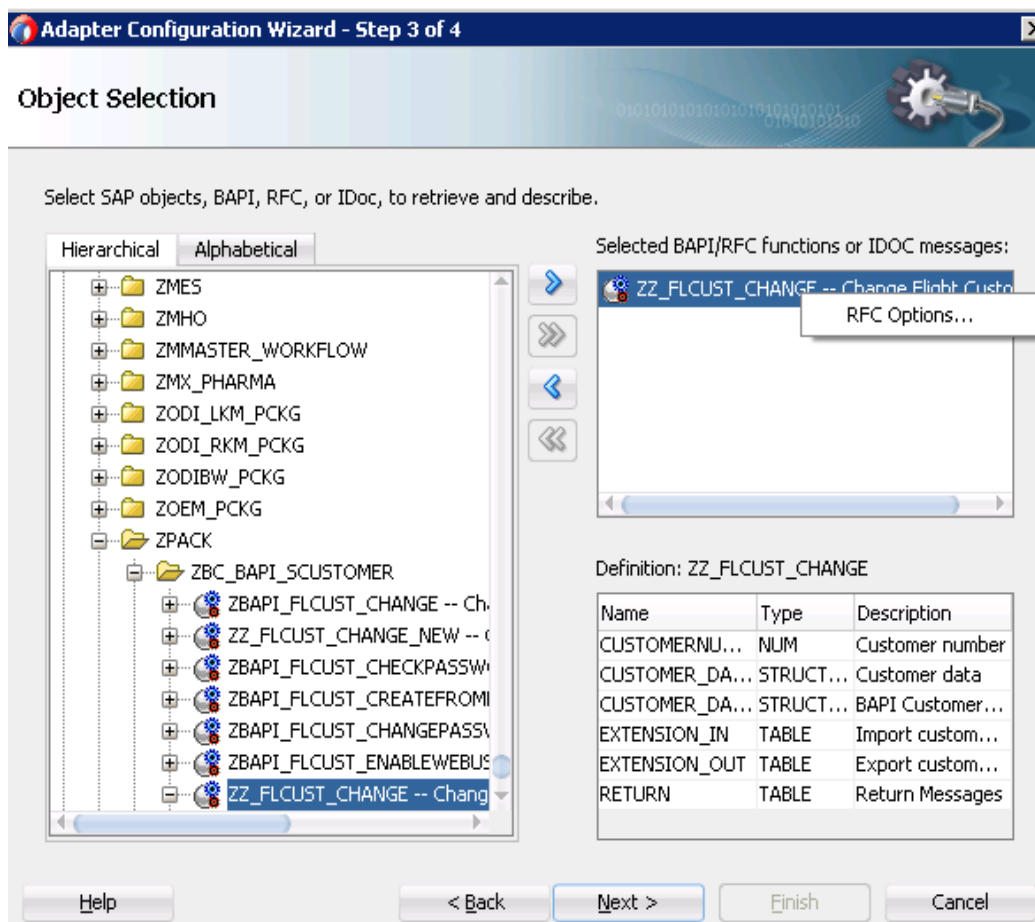 Adapter Configuration Wizard - Step 3 of 4
Object Selection
Select SAP objects, BAPI, RFC, or IDoc, to retrieve and describe.
Hierarchical Alphabetical
ZMES
ZMHO
ZMMASTER_WORKFLOW
ZMX_PHARMA
ZODI_LKM_PCKG
ZODI_RKM_PCKG
ZODIBW_PCKG
ZOEM_PCKG
ZPACK
ZBC_BAPI_SCUSTOMER
ZBAPI_FLCUST_CHANGE -- Ch
ZZ_FLCUST_CHANGE_NEW --
ZBAPI_FLCUST_CHECKPASSW
ZBAPI_FLCUST_CREATEFROM
ZBAPI_FLCUST_CHANGEPASS
ZBAPI_FLCUST_ENABLEWEBUS
ZZ_FLCUST_CHANGE -- Chang
Selected BAPI/RFC functions or IDOC messages:
ZZ_FLCUST_CHANGE -- Change Flight Custo
RFC Options...
Definition: ZZ_FLCUST_CHANGE
Name Type Description
CUSTOMERNU... NUM Customer number
CUSTOMER_DA... STRUCT... Customer data
CUSTOMER_DA... STRUCT... BAPI Customer...
EXTENSION_IN TABLE Import custom...
EXTENSION_OUT TABLE Export custom...
RETURN TABLE Return Messages
Help < Back Next > Finish Cancel